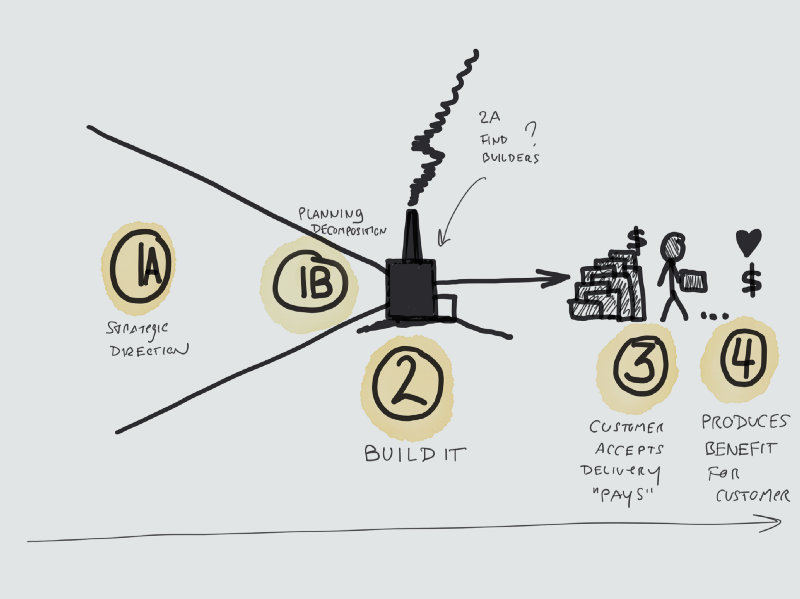 2A
FIND ?
BUILDERS
PLANNING
DECOMPOSITION
1A
STRATEGIC
DIRECTION
1B
2
BUILD IT
$
3
CUSTOMER
ACCEPTS
DELIVERY
"PAYS"
$
...
4
PRODUCES
BENEFIT
FOR
CUSTOMER